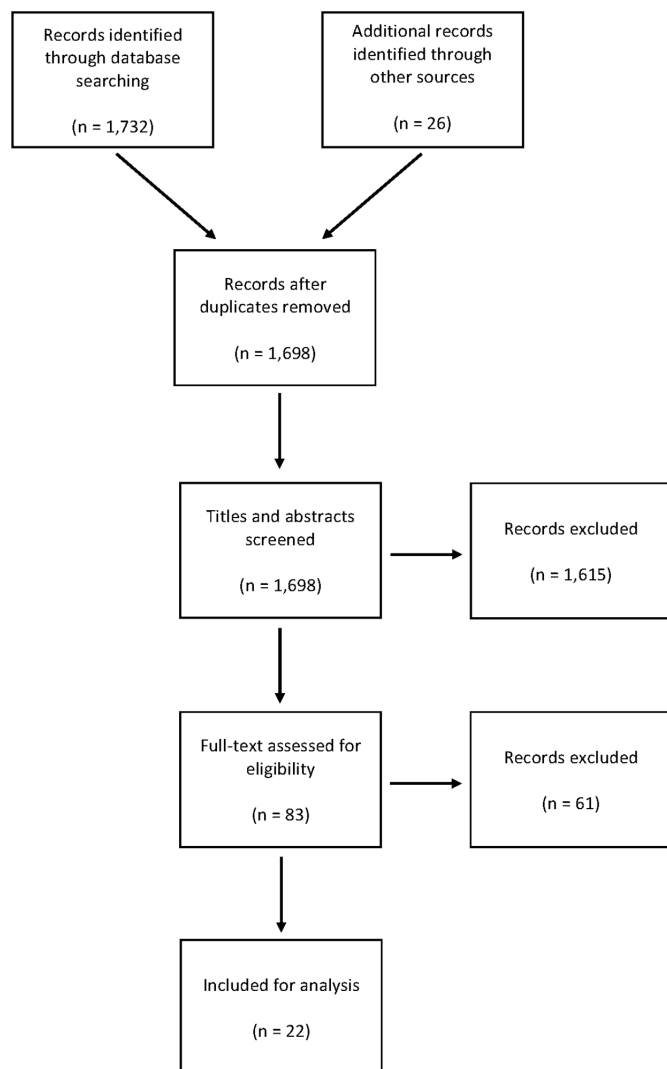 Records identified
through database
searching
(n = 1,732)
Additional records
identified through
other sources
(n = 26)
Records after
duplicates removed
(n = 1,698)
Titles and abstracts
screened
(n = 1,698)
Records excluded
(n = 1,615)
Full-text assessed for
eligibility
(n = 83)
Records excluded
(n = 61)
Included for analysis
(n = 22)